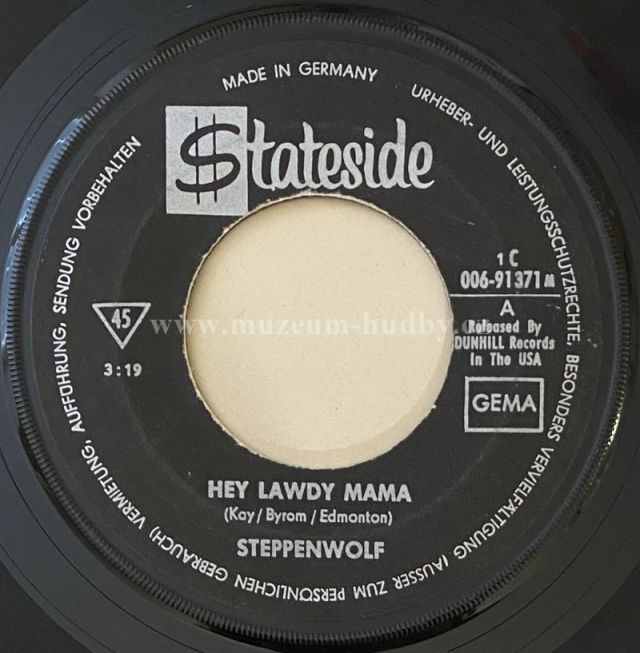 MADE IN GERMANY
URHEBER- UND LEISTUNGSSCHUTZRECHTE, BESONDERS VERVIELFÄLTIGUNG (AUSSER ZUM PERSÖNLICHEN GEBRAUCH) VERMIETUNG, AUFFÜHRUNG, SENDUNG VORBEHALTEN
$tateside
1 C
006-91371 M
45
3:19
A
Released By
DUNHILL Records
In The USA
www.muzeum-hudby.
GEMA
HEY LAWDY MAMA
(Kay/Byrom/Edmonton)
STEPPENWOLF